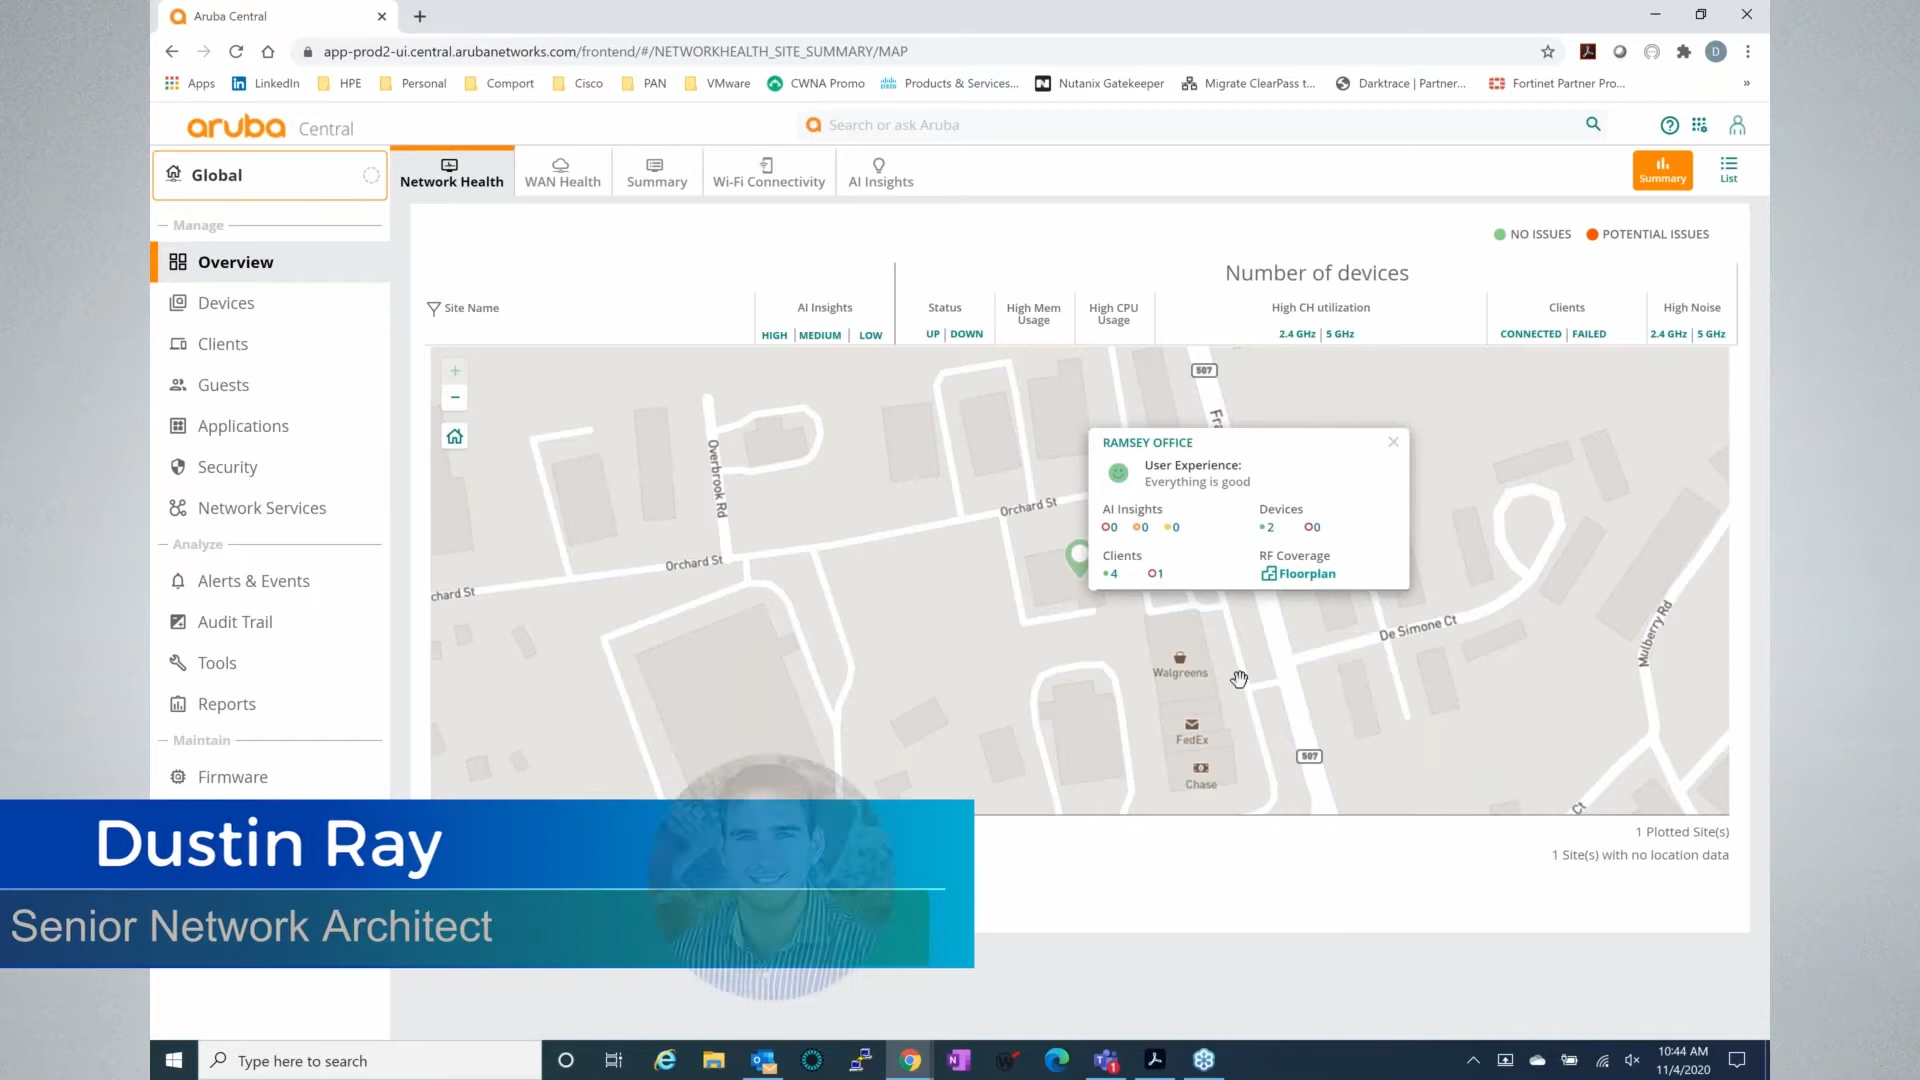 Aruba Central
app-prod2-ui.central.arubanetworks.com/frontend/#/NETWORKHEALTH_SITE_SUMMARY/MAP
D
Apps LinkedIn HPE Personal Comport Cisco PAN VMware CWNA Promo Products & Services... Nutanix Gatekeeper Migrate ClearPass t... Darktrace | Partner... Fortinet Partner Pro... »
aruba Central
Search or ask Aruba
Global
Network Health
WAN Health
Summary
Wi-Fi Connectivity
AI Insights
Summary
List
Manage
Overview
Devices
Clients
Guests
Applications
Security
Network Services
Analyze
Alerts & Events
Audit Trail
Tools
Reports
Maintain
Firmware
NO ISSUES POTENTIAL ISSUES
Number of devices
Site Name
AI Insights
HIGH | MEDIUM | LOW
Status
UP | DOWN
High Mem
Usage
High CPU
Usage
High CH utilization
2.4 GHz | 5 GHz
Clients
CONNECTED | FAILED
High Noise
2.4 GHz | 5 GHz
+
−
507
Fra
Overbrook Rd
Orchard St
Orchard St
chard St
RAMSEY OFFICE
User Experience:
Everything is good
AI Insights
0 0 0
Devices
2 0
Clients
4 1
RF Coverage
Floorplan
De Simone Ct
Mulberry Rd
Walgreens
FedEx
Chase
507
Ct
1 Plotted Site(s)
1 Site(s) with no location data
Dustin Ray
Senior Network Architect
Type here to search
1
10:44 AM
11/4/2020